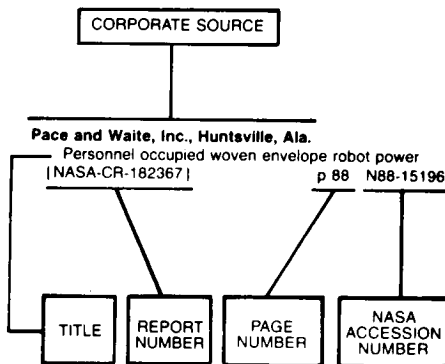 CORPORATE SOURCE
Pace and Waite, Inc., Huntsville, Ala.
Personnel occupied woven envelope robot power
[NASA-CR-182367] p 88 N88-15196
TITLE
REPORT
NUMBER
PAGE
NUMBER
NASA
ACCESSION
NUMBER